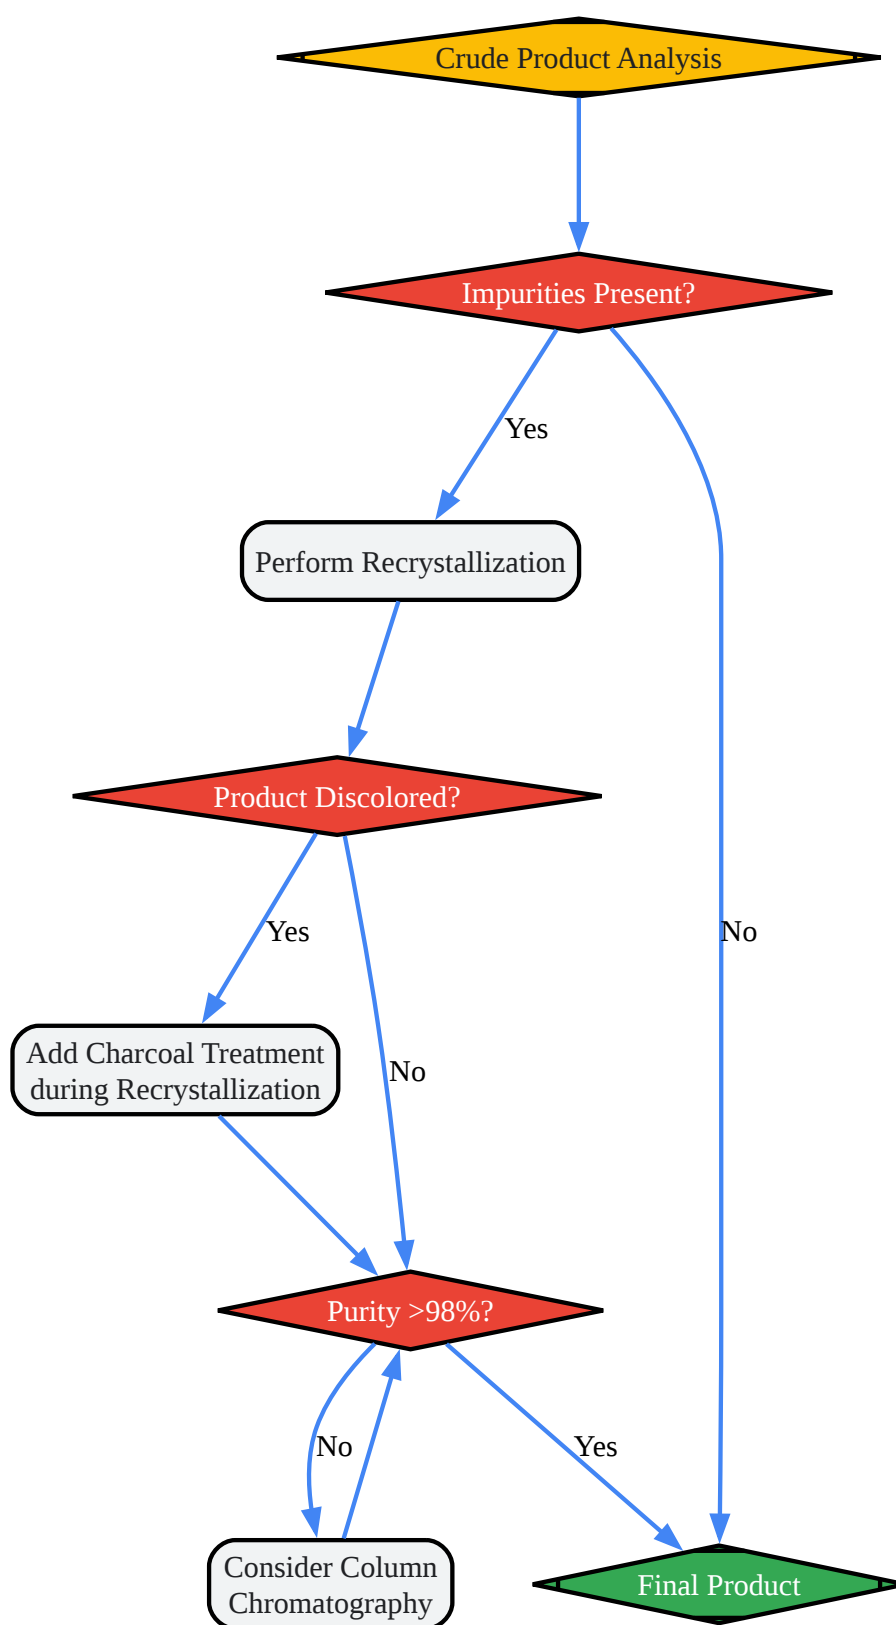 Crude Product Analysis
Impurities Present?
Yes
Perform Recrystallization
Product Discolored?
Yes
No
Add Charcoal Treatment
during Recrystallization
No
Purity >98%?
No
Yes
Consider Column
Chromatography
Final Product